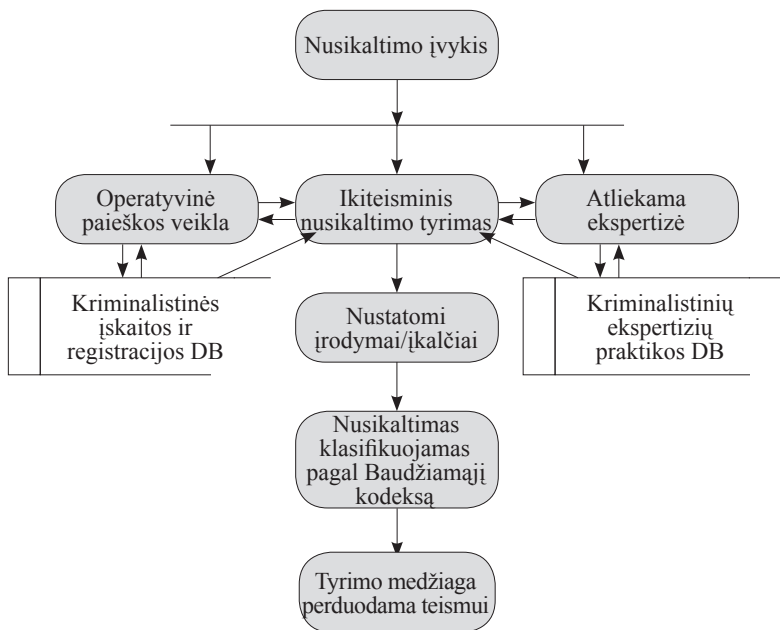 Nusikaltimo įvykis
Operatyvinė
paieškos veikla
Ikiteisminis
nusikaltimo tyrimas
Atliekama
ekspertizė
Kriminalistinės
įskaitos ir
registracijos DB
Nustatomi
įrodymai/įkalčiai
Kriminalistinių
ekspertizių
praktikos DB
Nusikaltimas
klasifikuojamas
pagal Baudžiamąjį
kodeksą
Tyrimo medžiaga
perduodama teismui